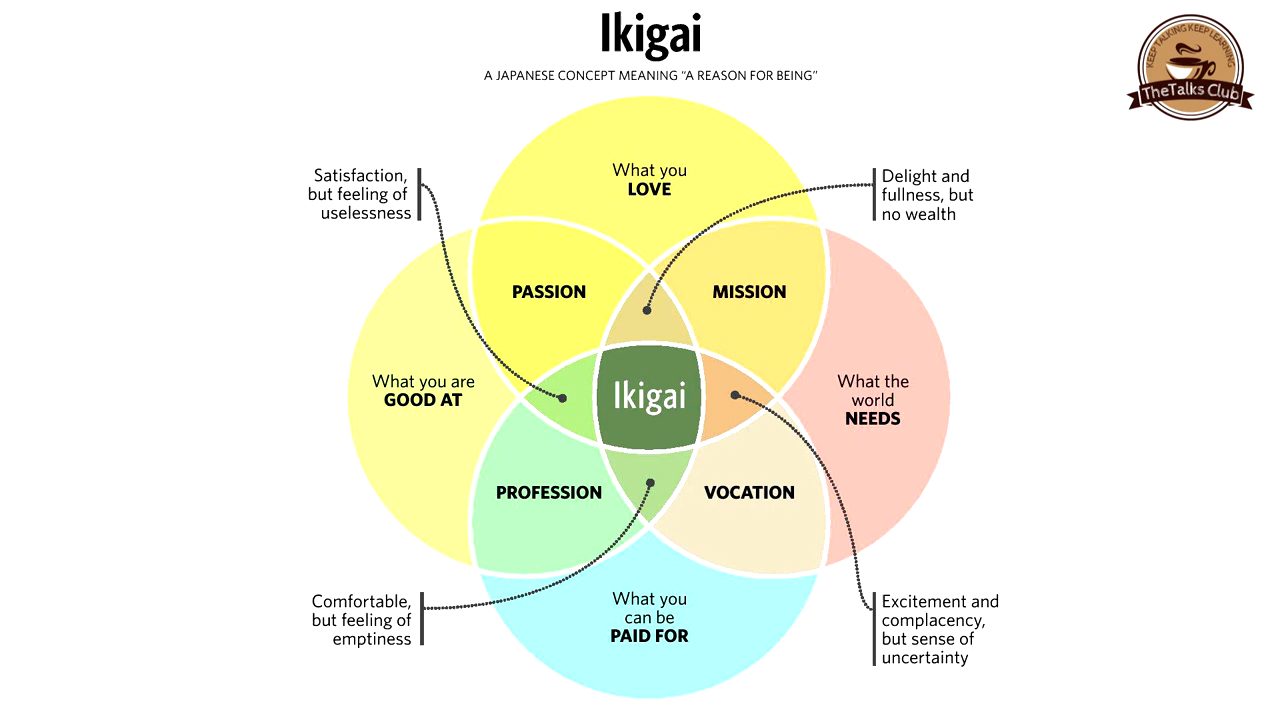 Ikigai
A JAPANESE CONCEPT MEANING “A REASON FOR BEING”
KEEP TALKING KEEP LEARNING
TheTalks Club
What you
LOVE
Satisfaction,
but feeling of
uselessness
Delight and
fullness, but
no wealth
PASSION
MISSION
What you are
GOOD AT
Ikigai
What the
world
NEEDS
PROFESSION
VOCATION
What you
can be
PAID FOR
Comfortable,
but feeling of
emptiness
Excitement and
complacency,
but sense of
uncertainty